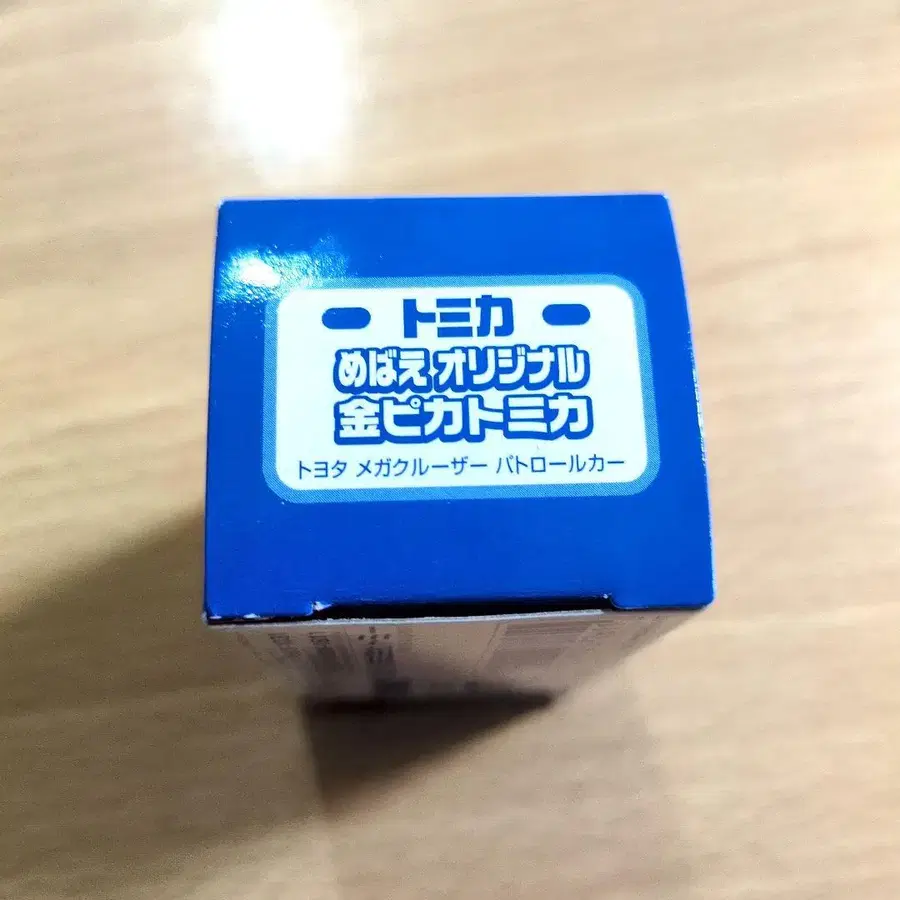 トミカ
めばえオリジナル
金ピカトミカ
トヨタ メガクルーザー パトロールカー